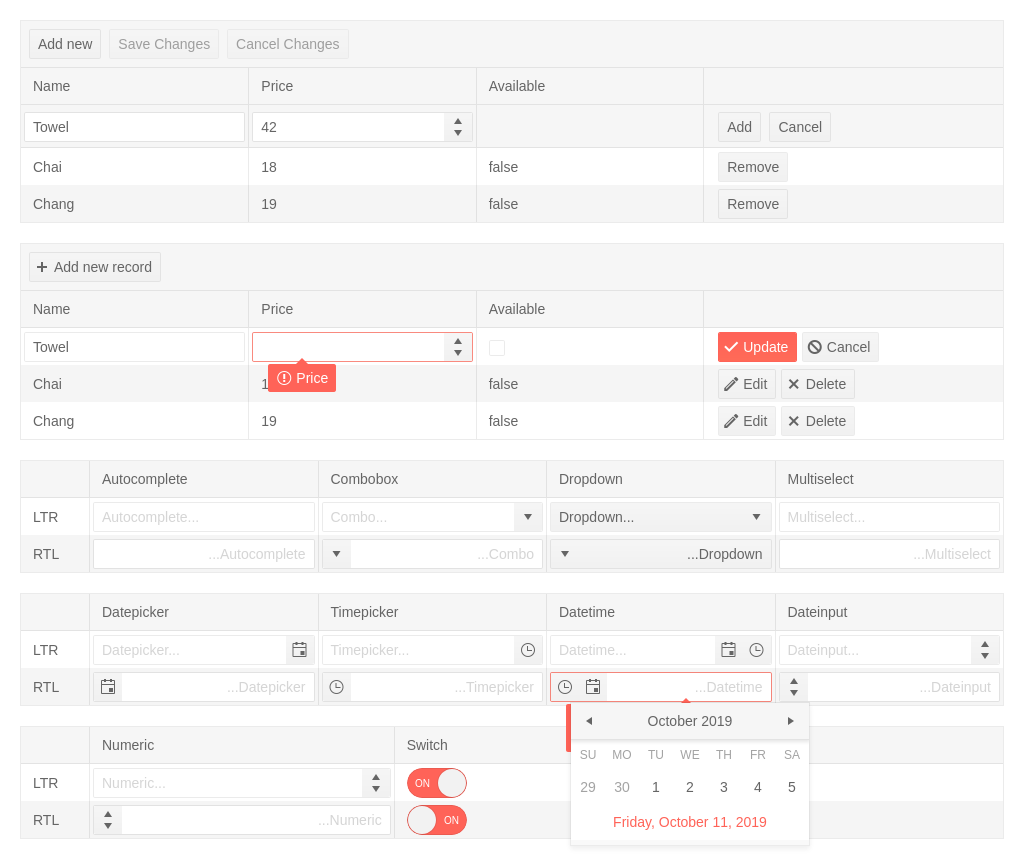 Add new Save Changes Cancel Changes
Name Price Available
Towel 42 Add Cancel
Chai 18 false Remove
Chang 19 false Remove
Add new record
Name Price Available
Towel Update Cancel
Chai 1 Price false Edit Delete
Chang 19 false Edit Delete
Autocomplete Combobox Dropdown Multiselect
LTR Autocomplete... Combo... Dropdown... Multiselect...
RTL ...Autocomplete ...Combo ...Dropdown ...Multiselect
Datepicker Timepicker Datetime Dateinput
LTR Datepicker... Timepicker... Datetime... Dateinput...
RTL ...Datepicker ...Timepicker ...Datetime ...Dateinput
Numeric Switch October 2019
SU MO TU WE TH FR SA
LTR Numeric... ON 29 30 1 2 3 4 5
RTL ...Numeric ON Friday, October 11, 2019